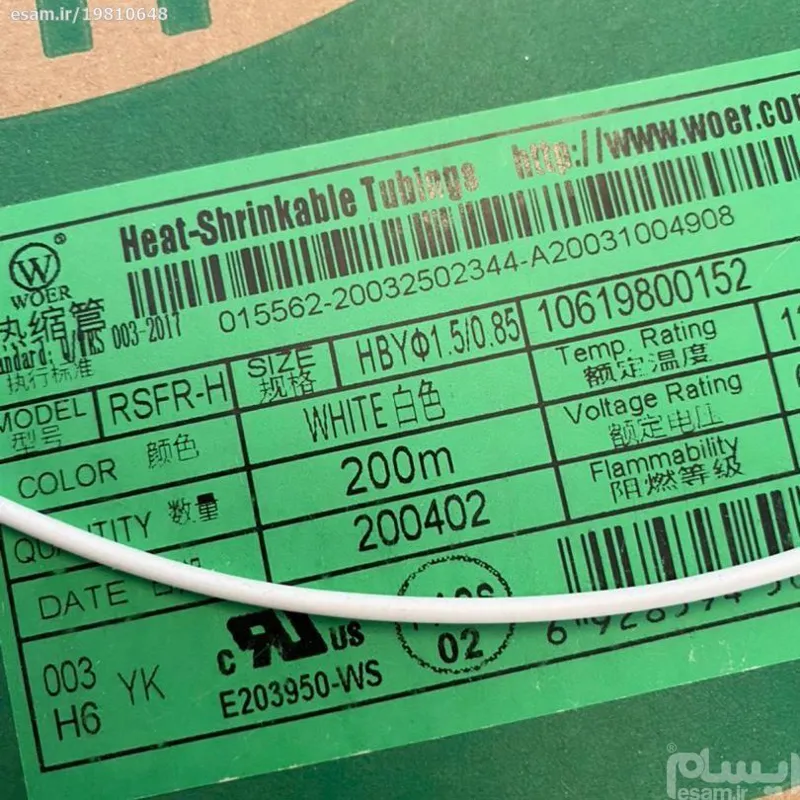 esam.ir/19810648
Heat-Shrinkable Tubings http://www.woer.com
015562-20032502344-A20031004908
W ®
WOER
热缩管
003-2017
执行标准
MODEL 型号 RSFR-H SIZE 规格 HBYΦ1.5/0.85 10619800152
COLOR 颜色 WHITE 白色 Temp. Rating 额定温度
QUANTITY 数量 200m Voltage Rating 额定电压
DATE 200402 Flammability 阻燃等级
003 YK
H6
c US
E203950-WS
02
ایسام
esam.ir